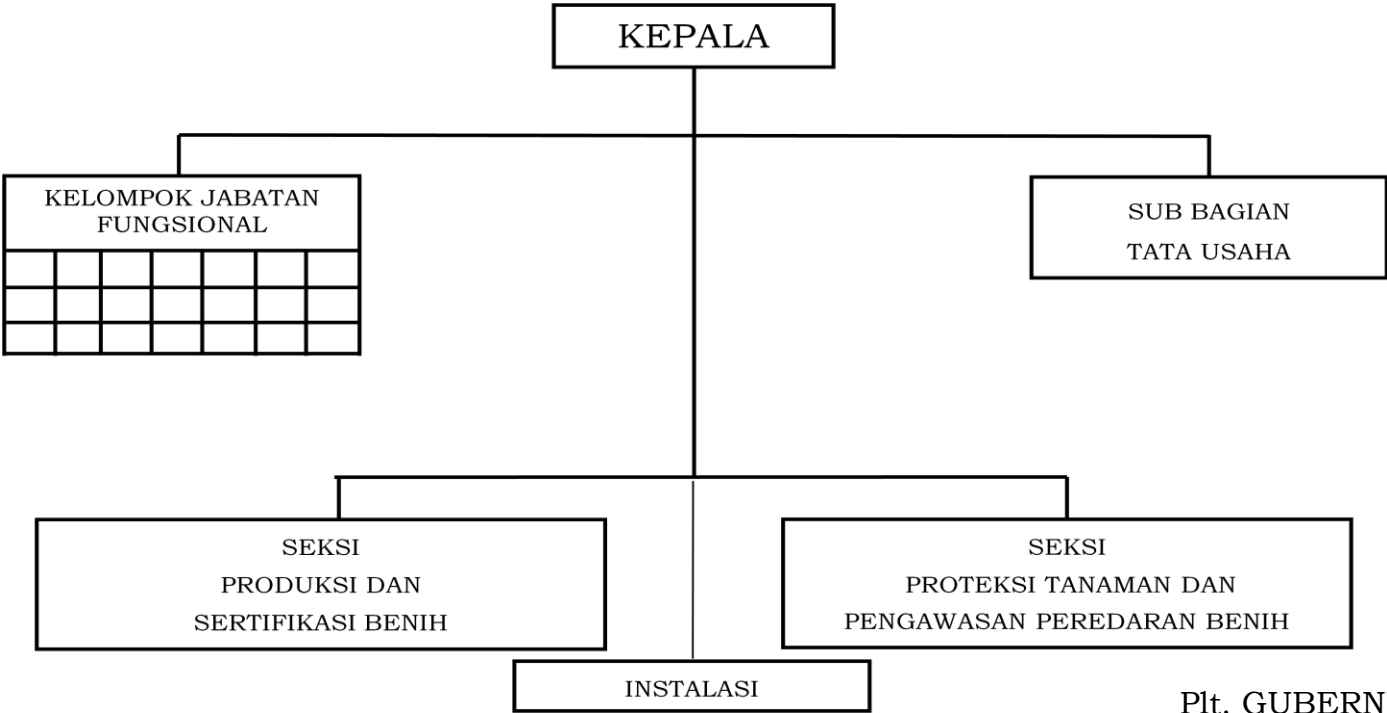 KEPALA
KELOMPOK JABATAN
FUNGSIONAL
SUB BAGIAN
TATA USAHA
SEKSI
PRODUKSI DAN
SERTIFIKASI BENIH
SEKSI
PROTEKSI TANAMAN DAN
PENGAWASAN PEREDARAN BENIH
INSTALASI
Plt. GUBERN